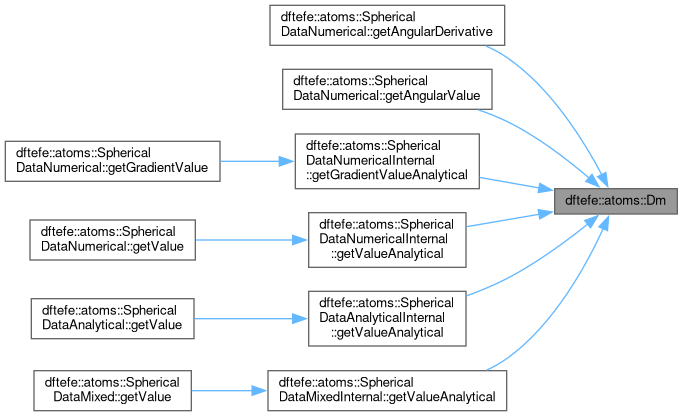 dftefe::atoms::Spherical
DataNumerical::getAngularDerivative
dftefe::atoms::Spherical
DataNumerical::getAngularValue
dftefe::atoms::Spherical
DataNumerical::getGradientValue
dftefe::atoms::Spherical
DataNumericalInternal
::getGradientValueAnalytical
dftefe::atoms::Dm
dftefe::atoms::Spherical
DataNumerical::getValue
dftefe::atoms::Spherical
DataNumericalInternal
::getValueAnalytical
dftefe::atoms::Spherical
DataAnalytical::getValue
dftefe::atoms::Spherical
DataAnalyticalInternal
::getValueAnalytical
dftefe::atoms::Spherical
DataMixed::getValue
dftefe::atoms::Spherical
DataMixedInternal::getValueAnalytical